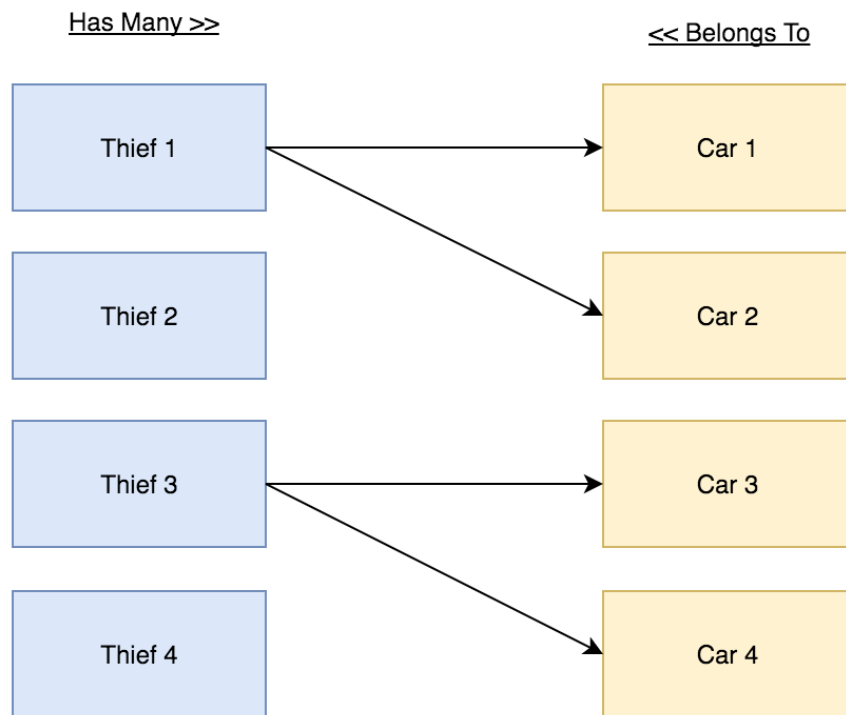 Has Many >>
<< Belongs To
Thief 1
Car 1
Thief 2
Car 2
Thief 3
Car 3
Thief 4
Car 4